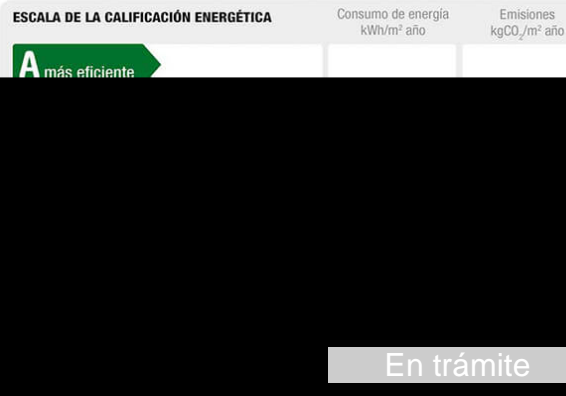 ESCALA DE LA CALIFICACIÓN ENERGÉTICA
Consumo de energía
kWh/m² año
Emisiones
kgCO₂/m² año
A más eficiente
En trámite